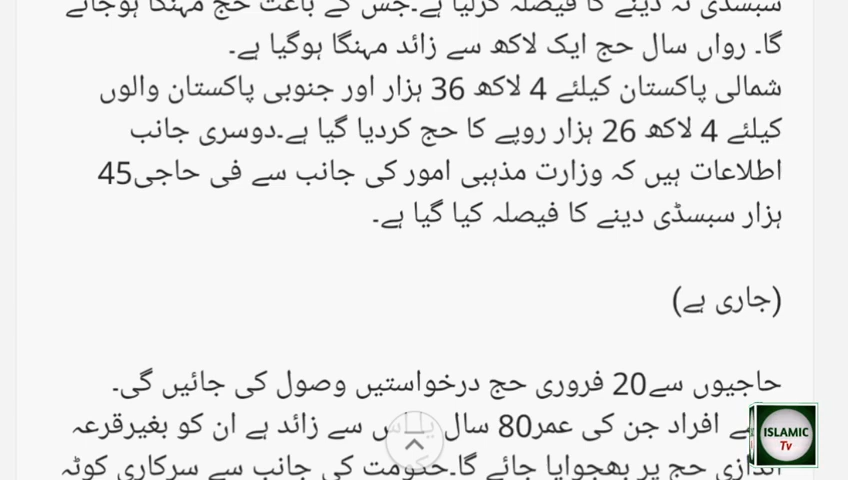 سبسڈی نہ دینے کا فیصلہ کرلیا ہے۔جس کے باعث حج مہنگا ہوجائے
گا۔ رواں سال حج ایک لاکھ سے زائد مہنگا ہوگیا ہے۔
شمالی پاکستان کیلئے 4 لاکھ 36 ہزار اور جنوبی پاکستان والوں
کیلئے 4 لاکھ 26 ہزار روپے کا حج کردیا گیا ہے۔دوسری جانب
اطلاعات ہیں کہ وزارت مذہبی امور کی جانب سے فی حاجی45
ہزار سبسڈی دینے کا فیصلہ کیا گیا ہے۔
(جاری ہے)
حاجیوں سے20 فروری حج درخواستیں وصول کی جائیں گی۔
افراد جن کی عمر80 سال سے زائد ہے ان کو بغیرقرعہ
اندازی حج پر بھجوایا جائے گا۔حکومت کی جانب سے سرکاری کوٹہ
ISLAMIC
Tv